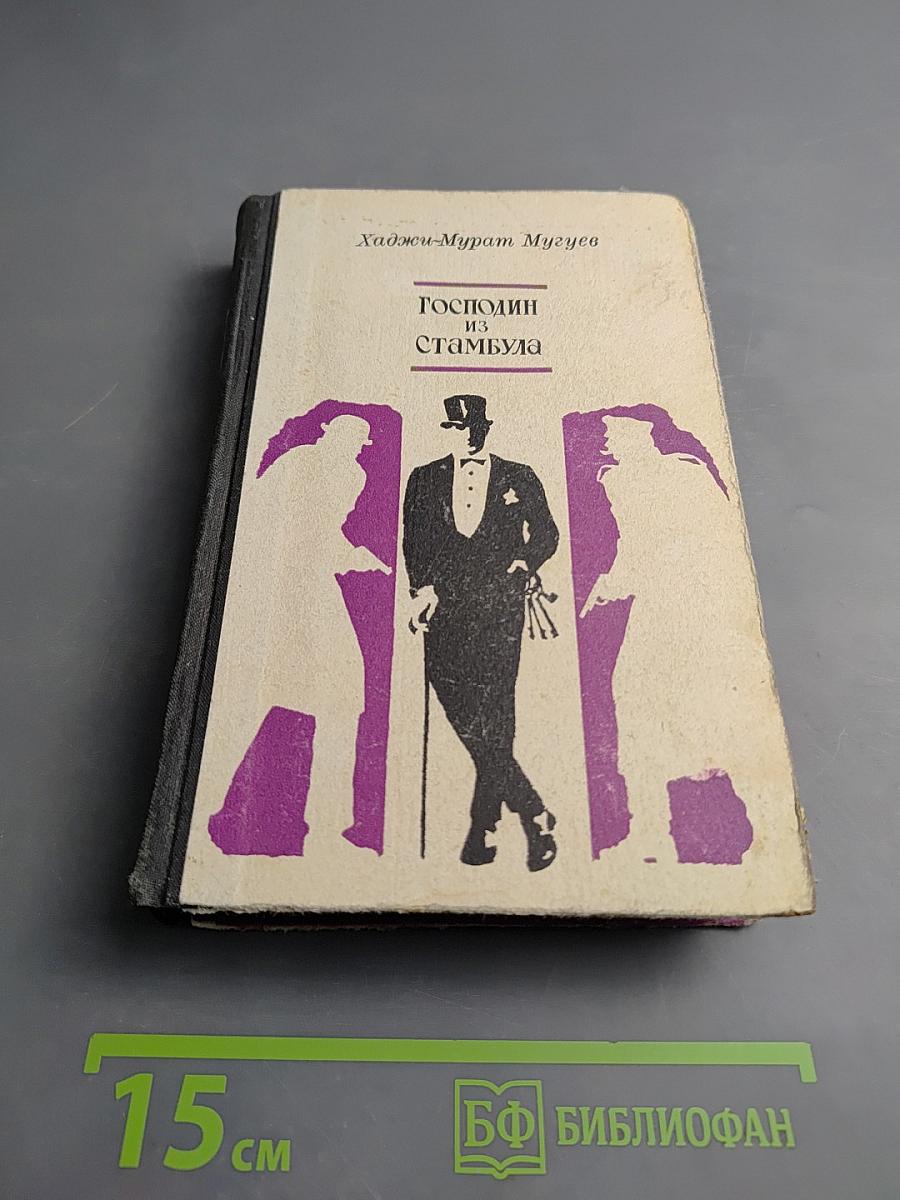 Хаджи-Мурат Мугуев
Господин
из
Стамбула
15 см
БФ БИБЛИОФАН